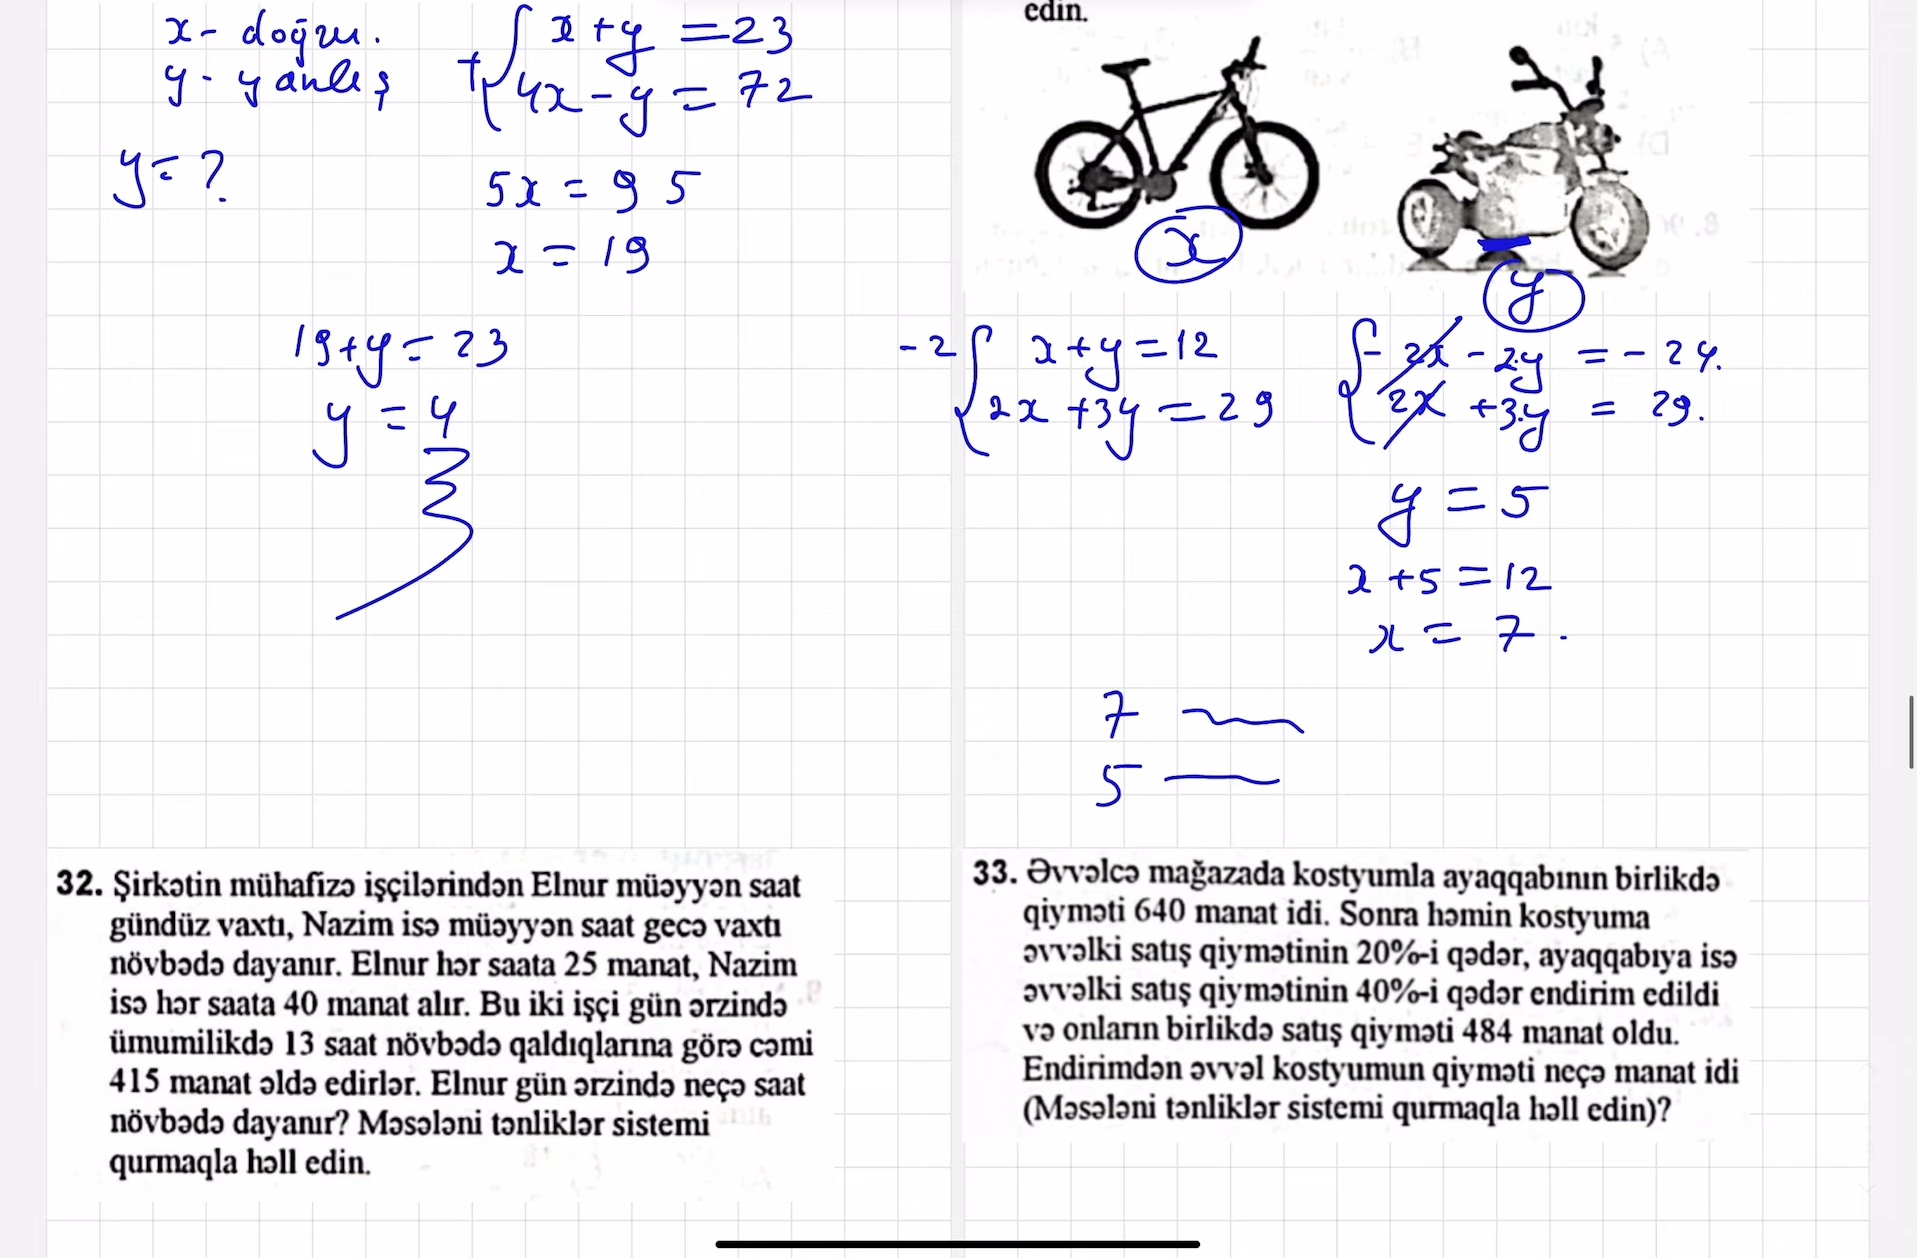 x - doğru.
y - yanlış
y = ?
+ { x + y = 23
4x - y = 72
5x = 95
x = 19
19 + y = 23
y = 4
edin.
x
y
-2 { x + y = 12
2x + 3y = 29
{ -2x - 2y = -24.
2x + 3y = 29.
y = 5
x + 5 = 12
x = 7.
7
5
32. Şirkətin mühafizə işçilərindən Elnur müəyyən saat
gündüz vaxtı, Nazim isə müəyyən saat gecə vaxtı
növbədə dayanır. Elnur hər saata 25 manat, Nazim
isə hər saata 40 manat alır. Bu iki işçi gün ərzində
ümumilikdə 13 saat növbədə qaldıqlarına görə cəmi
415 manat əldə edirlər. Elnur gün ərzində neçə saat
növbədə dayanır? Məsələni tənliklər sistemi
qurmaqla həll edin.
33. Əvvəlcə mağazada kostyumla ayaqqabının birlikdə
qiyməti 640 manat idi. Sonra həmin kostyuma
əvvəlki satış qiymətinin 20%-i qədər, ayaqqabıya isə
əvvəlki satış qiymətinin 40%-i qədər endirim edildi
və onların birlikdə satış qiyməti 484 manat oldu.
Endirimdən əvvəl kostyumun qiyməti neçə manat idi
(Məsələni tənliklər sistemi qurmaqla həll edin)?